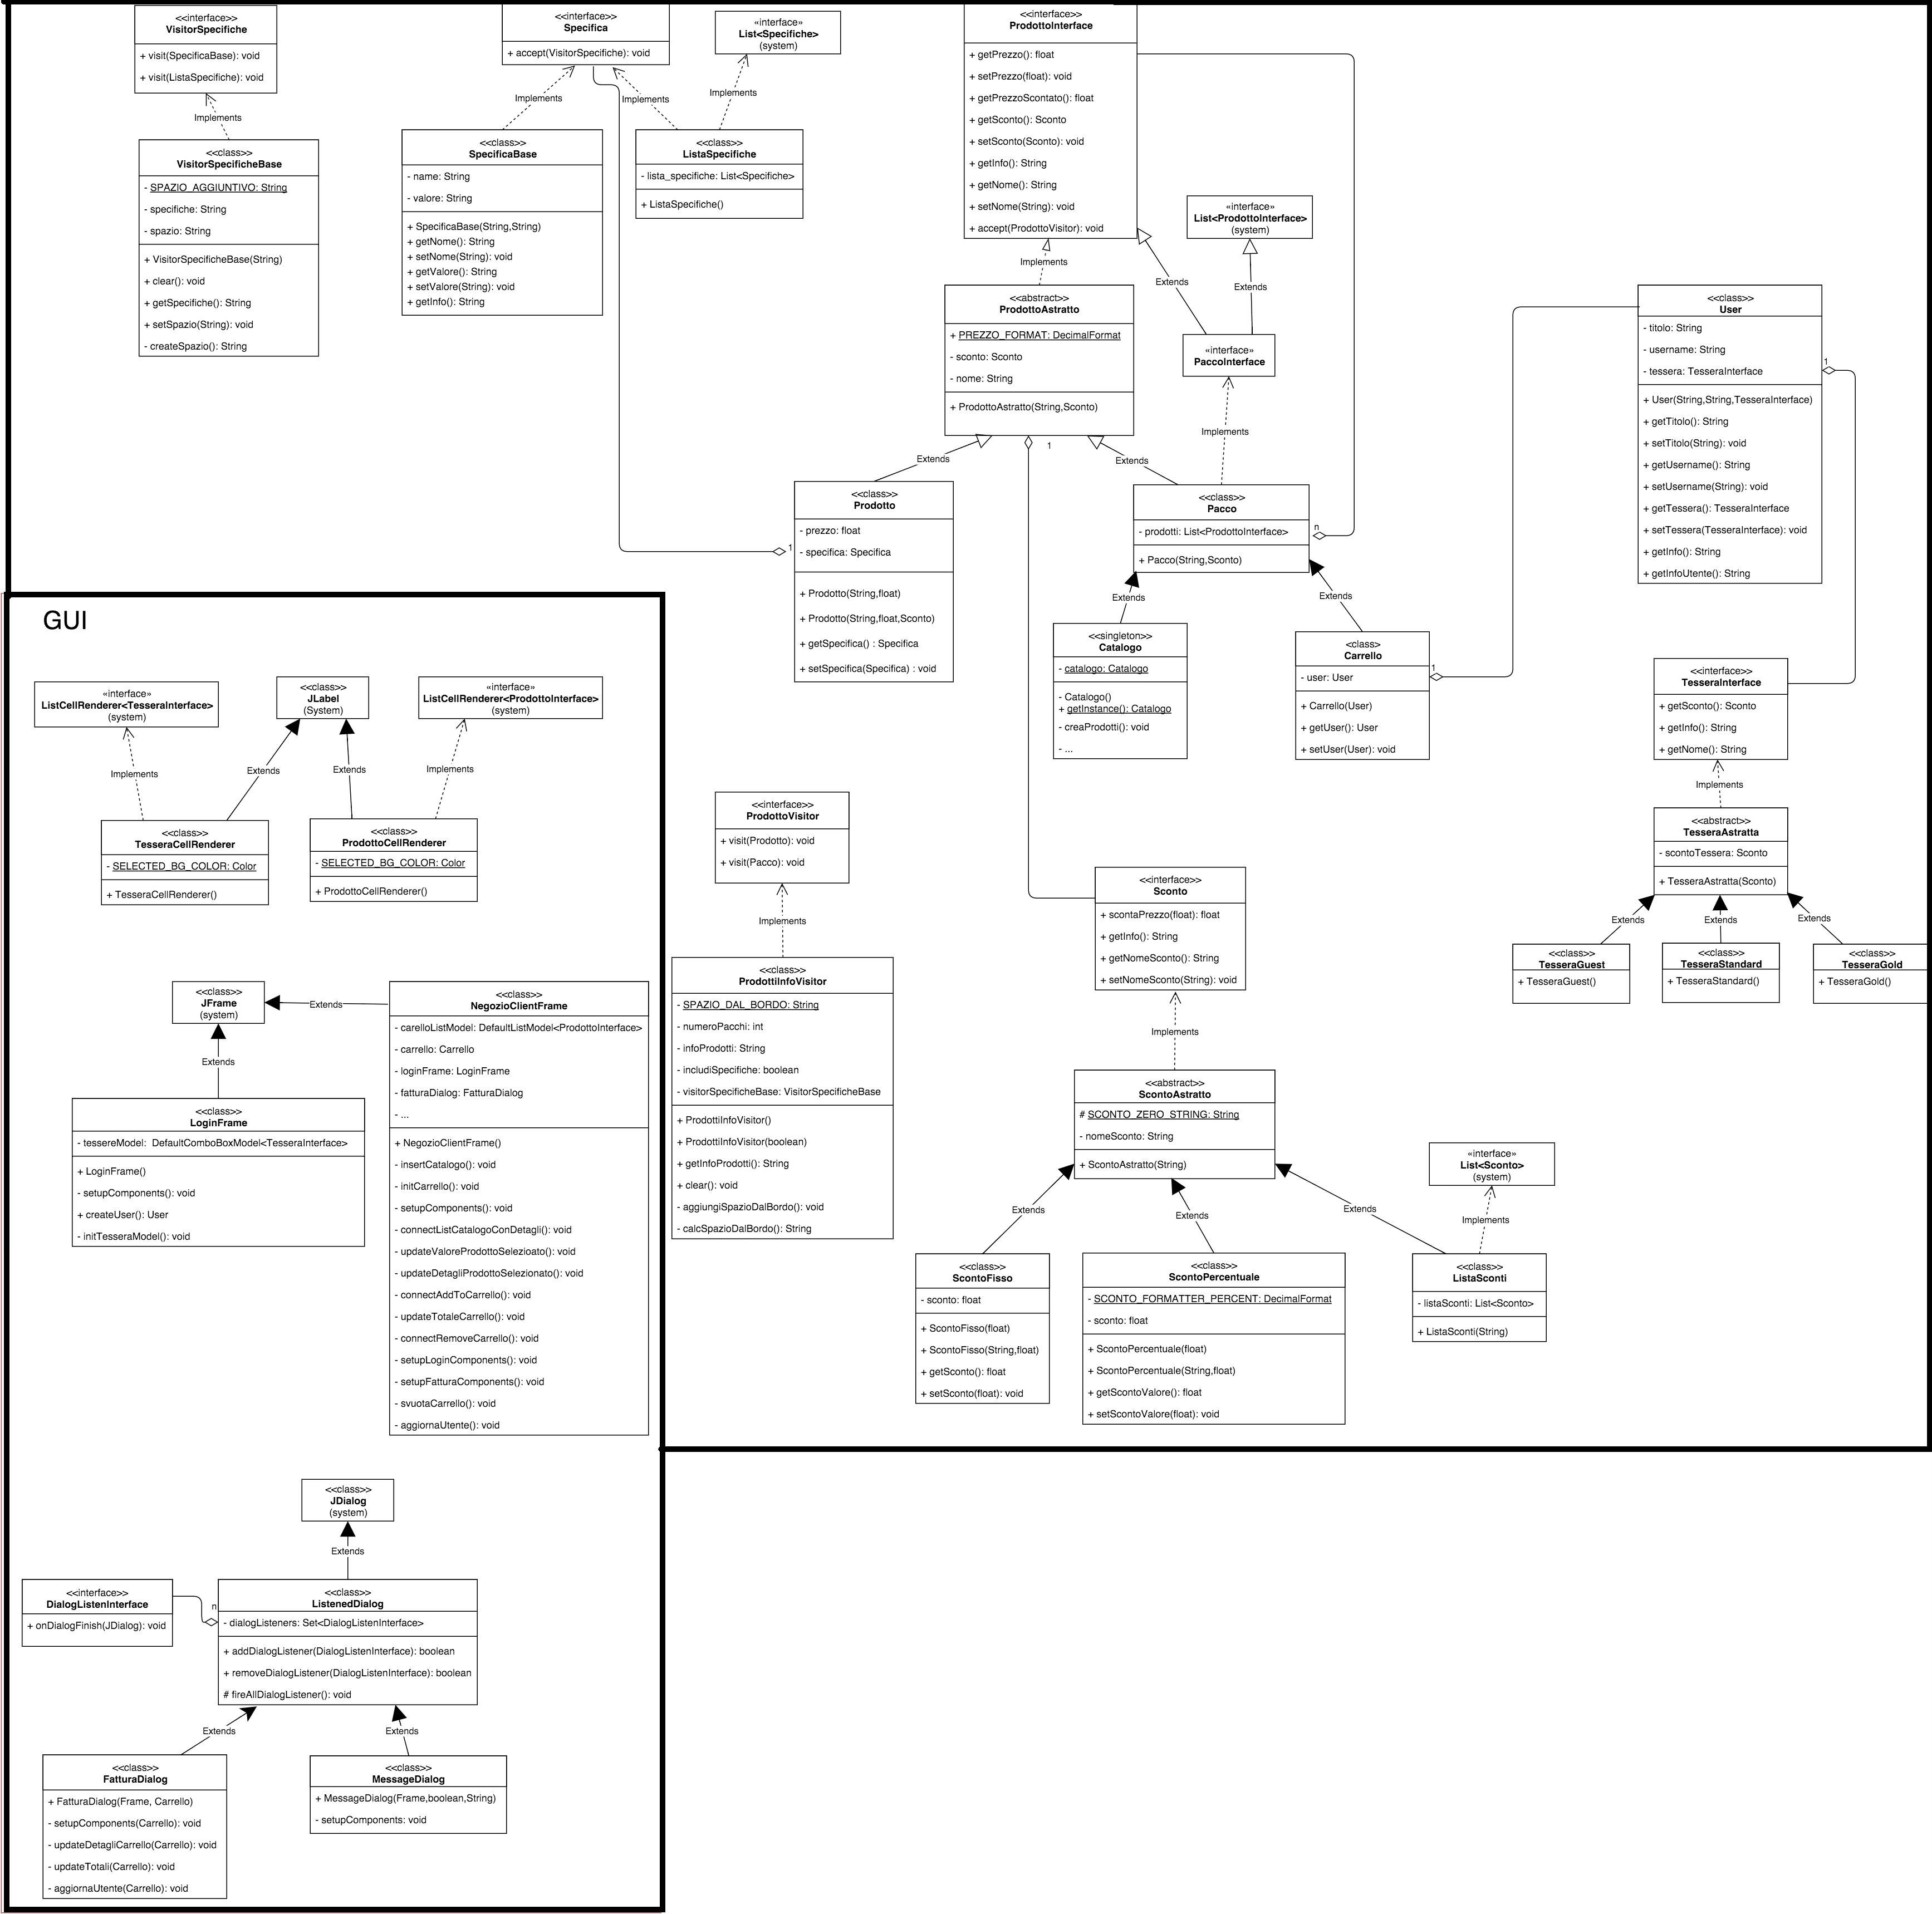 <<interface>>
VisitorSpecifiche
+ visit(SpecificaBase): void
+ visit(ListaSpecifiche): void
Implements
<<class>>
VisitorSpecificheBase
- SPAZIO_AGGIUNTIVO: String
- specifiche: String
- spazio: String
+ VisitorSpecificheBase(String)
+ clear(): void
+ getSpecifiche(): String
+ setSpazio(String): void
- createSpazio(): String
<<interface>>
Specifica
+ accept(VisitorSpecifiche): void
«interface»
List<Specifiche>
(system)
Implements
Implements
Implements
<<class>>
SpecificaBase
- name: String
- valore: String
+ SpecificaBase(String,String)
+ getNome(): String
+ setNome(String): void
+ getValore(): String
+ setValore(String): void
+ getInfo(): String
<<class>>
ListaSpecifiche
- lista_specifiche: List<Specifiche>
+ ListaSpecifiche()
<<interface>>
ProdottoInterface
+ getPrezzo(): float
+ setPrezzo(float): void
+ getPrezzoScontato(): float
+ getSconto(): Sconto
+ setSconto(Sconto): void
+ getInfo(): String
+ getNome(): String
+ setNome(String): void
+ accept(ProdottoVisitor): void
«interface»
List<ProdottoInterface>
(system)
Implements
Extends
Extends
<<abstract>>
ProdottoAstratto
+ PREZZO_FORMAT: DecimalFormat
- sconto: Sconto
- nome: String
+ ProdottoAstratto(String,Sconto)
«interface»
PaccoInterface
Implements
1
Extends
Extends
<<class>>
Prodotto
- prezzo: float
- specifica: Specifica
+ Prodotto(String,float)
+ Prodotto(String,float,Sconto)
+ getSpecifica() : Specifica
+ setSpecifica(Specifica) : void
1
<<class>>
Pacco
- prodotti: List<ProdottoInterface>
+ Pacco(String,Sconto)
n
Extends
Extends
<<singleton>>
Catalogo
- catalogo: Catalogo
- Catalogo()
+ getInstance(): Catalogo
- creaProdotti(): void
- ...
<class>
Carrello
- user: User
+ Carrello(User)
+ getUser(): User
+ setUser(User): void
1
<<class>>
User
- titolo: String
- username: String
- tessera: TesseraInterface
+ User(String,String,TesseraInterface)
+ getTitolo(): String
+ setTitolo(String): void
+ getUsername(): String
+ setUsername(String): void
+ getTessera(): TesseraInterface
+ setTessera(TesseraInterface): void
+ getInfo(): String
+ getInfoUtente(): String
1
<<interface>>
TesseraInterface
+ getSconto(): Sconto
+ getInfo(): String
+ getNome(): String
Implements
<<abstract>>
TesseraAstratta
- scontoTessera: Sconto
+ TesseraAstratta(Sconto)
Extends
Extends
Extends
<<class>>
TesseraGuest
+ TesseraGuest()
<<class>>
TesseraStandard
+ TesseraStandard()
<<class>>
TesseraGold
+ TesseraGold()
<<interface>>
ProdottoVisitor
+ visit(Prodotto): void
+ visit(Pacco): void
Implements
<<class>>
ProdottiInfoVisitor
- SPAZIO_DAL_BORDO: String
- numeroPacchi: int
- infoProdotti: String
- includiSpecifiche: boolean
- visitorSpecificheBase: VisitorSpecificheBase
+ ProdottiInfoVisitor()
+ ProdottiInfoVisitor(boolean)
+ getInfoProdotti(): String
+ clear(): void
- aggiungiSpazioDalBordo(): void
- calcSpazioDalBordo(): String
<<interface>>
Sconto
+ scontaPrezzo(float): float
+ getInfo(): String
+ getNomeSconto(): String
+ setNomeSconto(String): void
Implements
<<abstract>>
ScontoAstratto
# SCONTO_ZERO_STRING: String
- nomeSconto: String
+ ScontoAstratto(String)
«interface»
List<Sconto>
(system)
Extends
Extends
Extends
Implements
<<class>>
ScontoFisso
- sconto: float
+ ScontoFisso(float)
+ ScontoFisso(String,float)
+ getSconto(): float
+ setSconto(float): void
<<class>>
ScontoPercentuale
- SCONTO_FORMATTER_PERCENT: DecimalFormat
- sconto: float
+ ScontoPercentuale(float)
+ ScontoPercentuale(String,float)
+ getScontoValore(): float
+ setScontoValore(float): void
<<class>>
ListaSconti
- listaSconti: List<Sconto>
+ ListaSconti(String)
GUI
«interface»
ListCellRenderer<TesseraInterface>
(system)
<<class>>
JLabel
(System)
«interface»
ListCellRenderer<ProdottoInterface>
(system)
Implements
Extends
Extends
Implements
<<class>>
TesseraCellRenderer
- SELECTED_BG_COLOR: Color
+ TesseraCellRenderer()
<<class>>
ProdottoCellRenderer
- SELECTED_BG_COLOR: Color
+ ProdottoCellRenderer()
<<class>>
JFrame
(system)
Extends
Extends
<<class>>
LoginFrame
- tessereModel: DefaultComboBoxModel<TesseraInterface>
+ LoginFrame()
- setupComponents(): void
+ createUser(): User
- initTesseraModel(): void
<<class>>
NegozioClientFrame
- carelloListModel: DefaultListModel<ProdottoInterface>
- carrello: Carrello
- loginFrame: LoginFrame
- fatturaDialog: FatturaDialog
- ...
+ NegozioClientFrame()
- insertCatalogo(): void
- initCarrello(): void
- setupComponents(): void
- connectListCatalogoConDetagli(): void
- updateValoreProdottoSelezioato(): void
- updateDetagliProdottoSelezionato(): void
- connectAddToCarrello(): void
- updateTotaleCarrello(): void
- connectRemoveCarrello(): void
- setupLoginComponents(): void
- setupFatturaComponents(): void
- svuotaCarrello(): void
- aggiornaUtente(): void
<<class>>
JDialog
(system)
Extends
<<interface>>
DialogListenInterface
+ onDialogFinish(JDialog): void
n
<<class>>
ListenedDialog
- dialogListeners: Set<DialogListenInterface>
+ addDialogListener(DialogListenInterface): boolean
+ removeDialogListener(DialogListenInterface): boolean
# fireAllDialogListener(): void
Extends
Extends
<<class>>
FatturaDialog
+ FatturaDialog(Frame, Carrello)
- setupComponents(Carrello): void
- updateDetagliCarrello(Carrello): void
- updateTotali(Carrello): void
- aggiornaUtente(Carrello): void
<<class>>
MessageDialog
+ MessageDialog(Frame,boolean,String)
- setupComponents: void